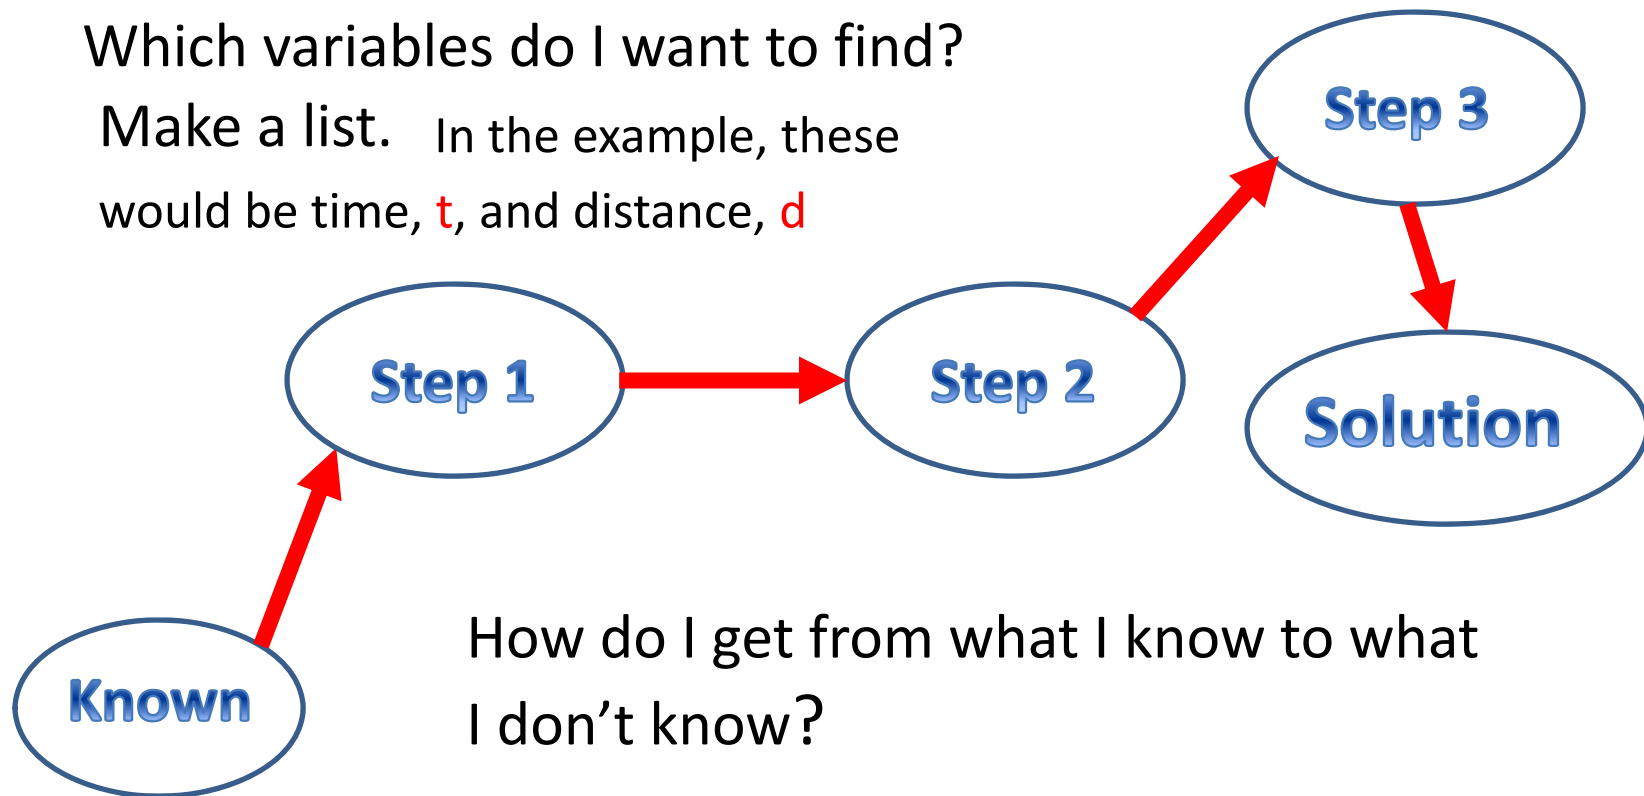 Which variables do I want to find?
Make a list. In the example, these
would be time, t, and distance, d
Step 3
Step 1
Step 2
Solution
Known
How do I get from what I know to what
I don’t know?